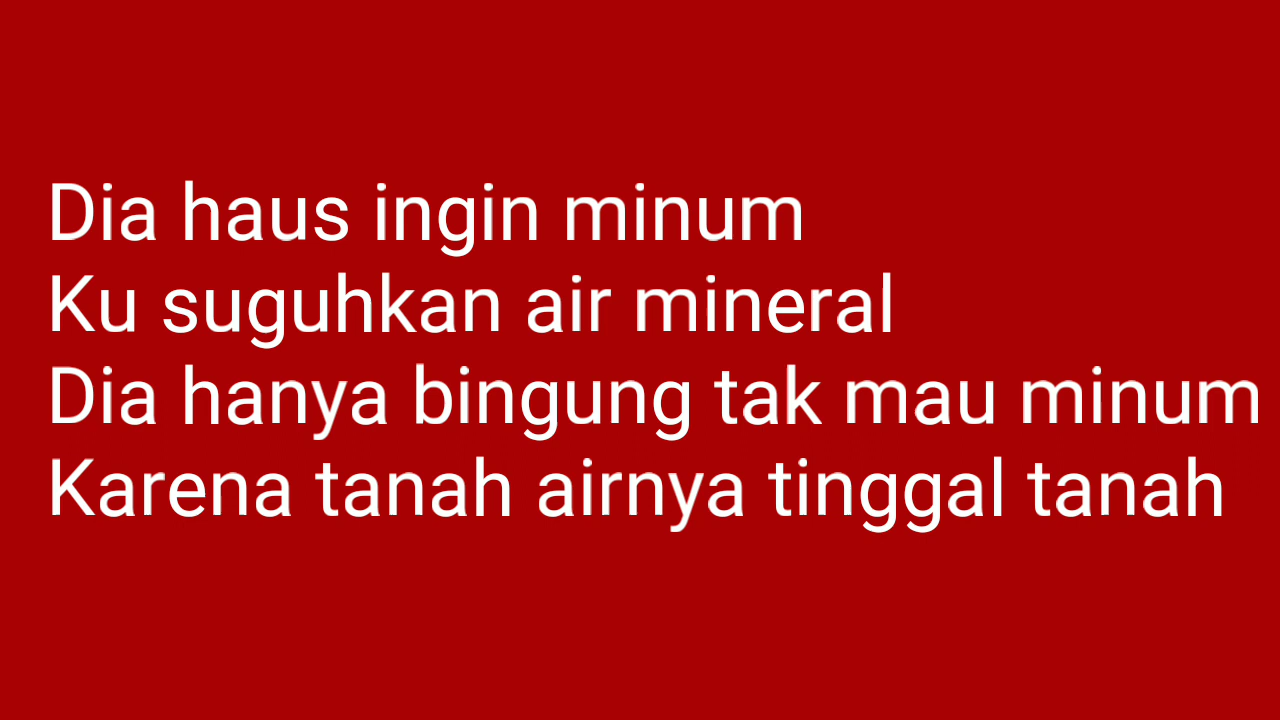 Dia haus ingin minum
Ku suguhkan air mineral
Dia hanya bingung tak mau minum
Karena tanah airnya tinggal tanah